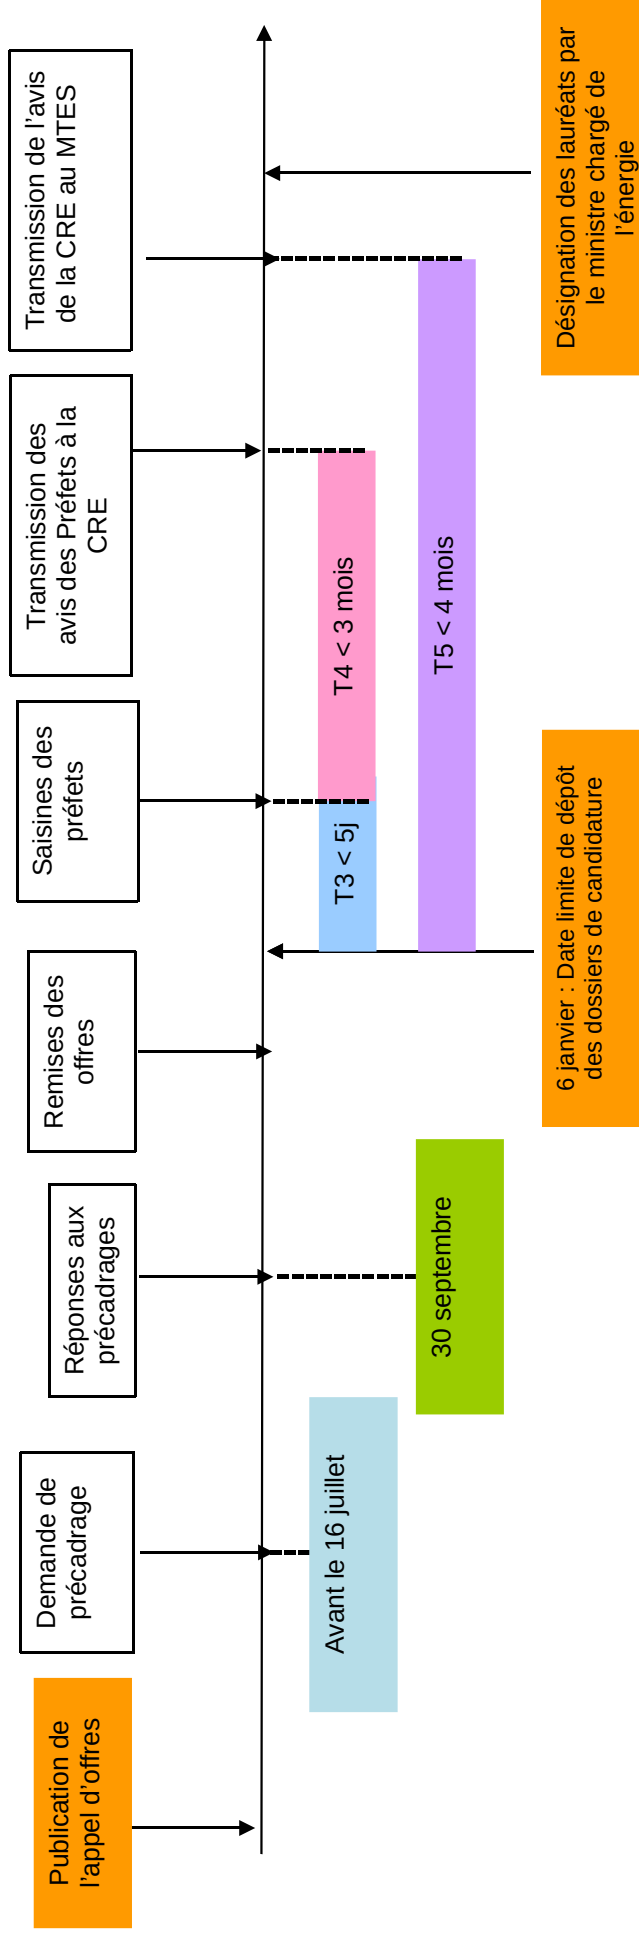 Publication de
l'appel d'offres
Demande de
précadrage
Réponses aux
précadrages
Remises des
offres
Saisines des
préfets
Transmission des
avis des Préfets à la
CRE
Transmission de l’avis
de la CRE au MTES
Avant le 16 juillet
30 septembre
T3 < 5j
T4 < 3 mois
T5 < 4 mois
6 janvier : Date limite de dépôt
des dossiers de candidature
Désignation des lauréats par
le ministre chargé de
l’énergie